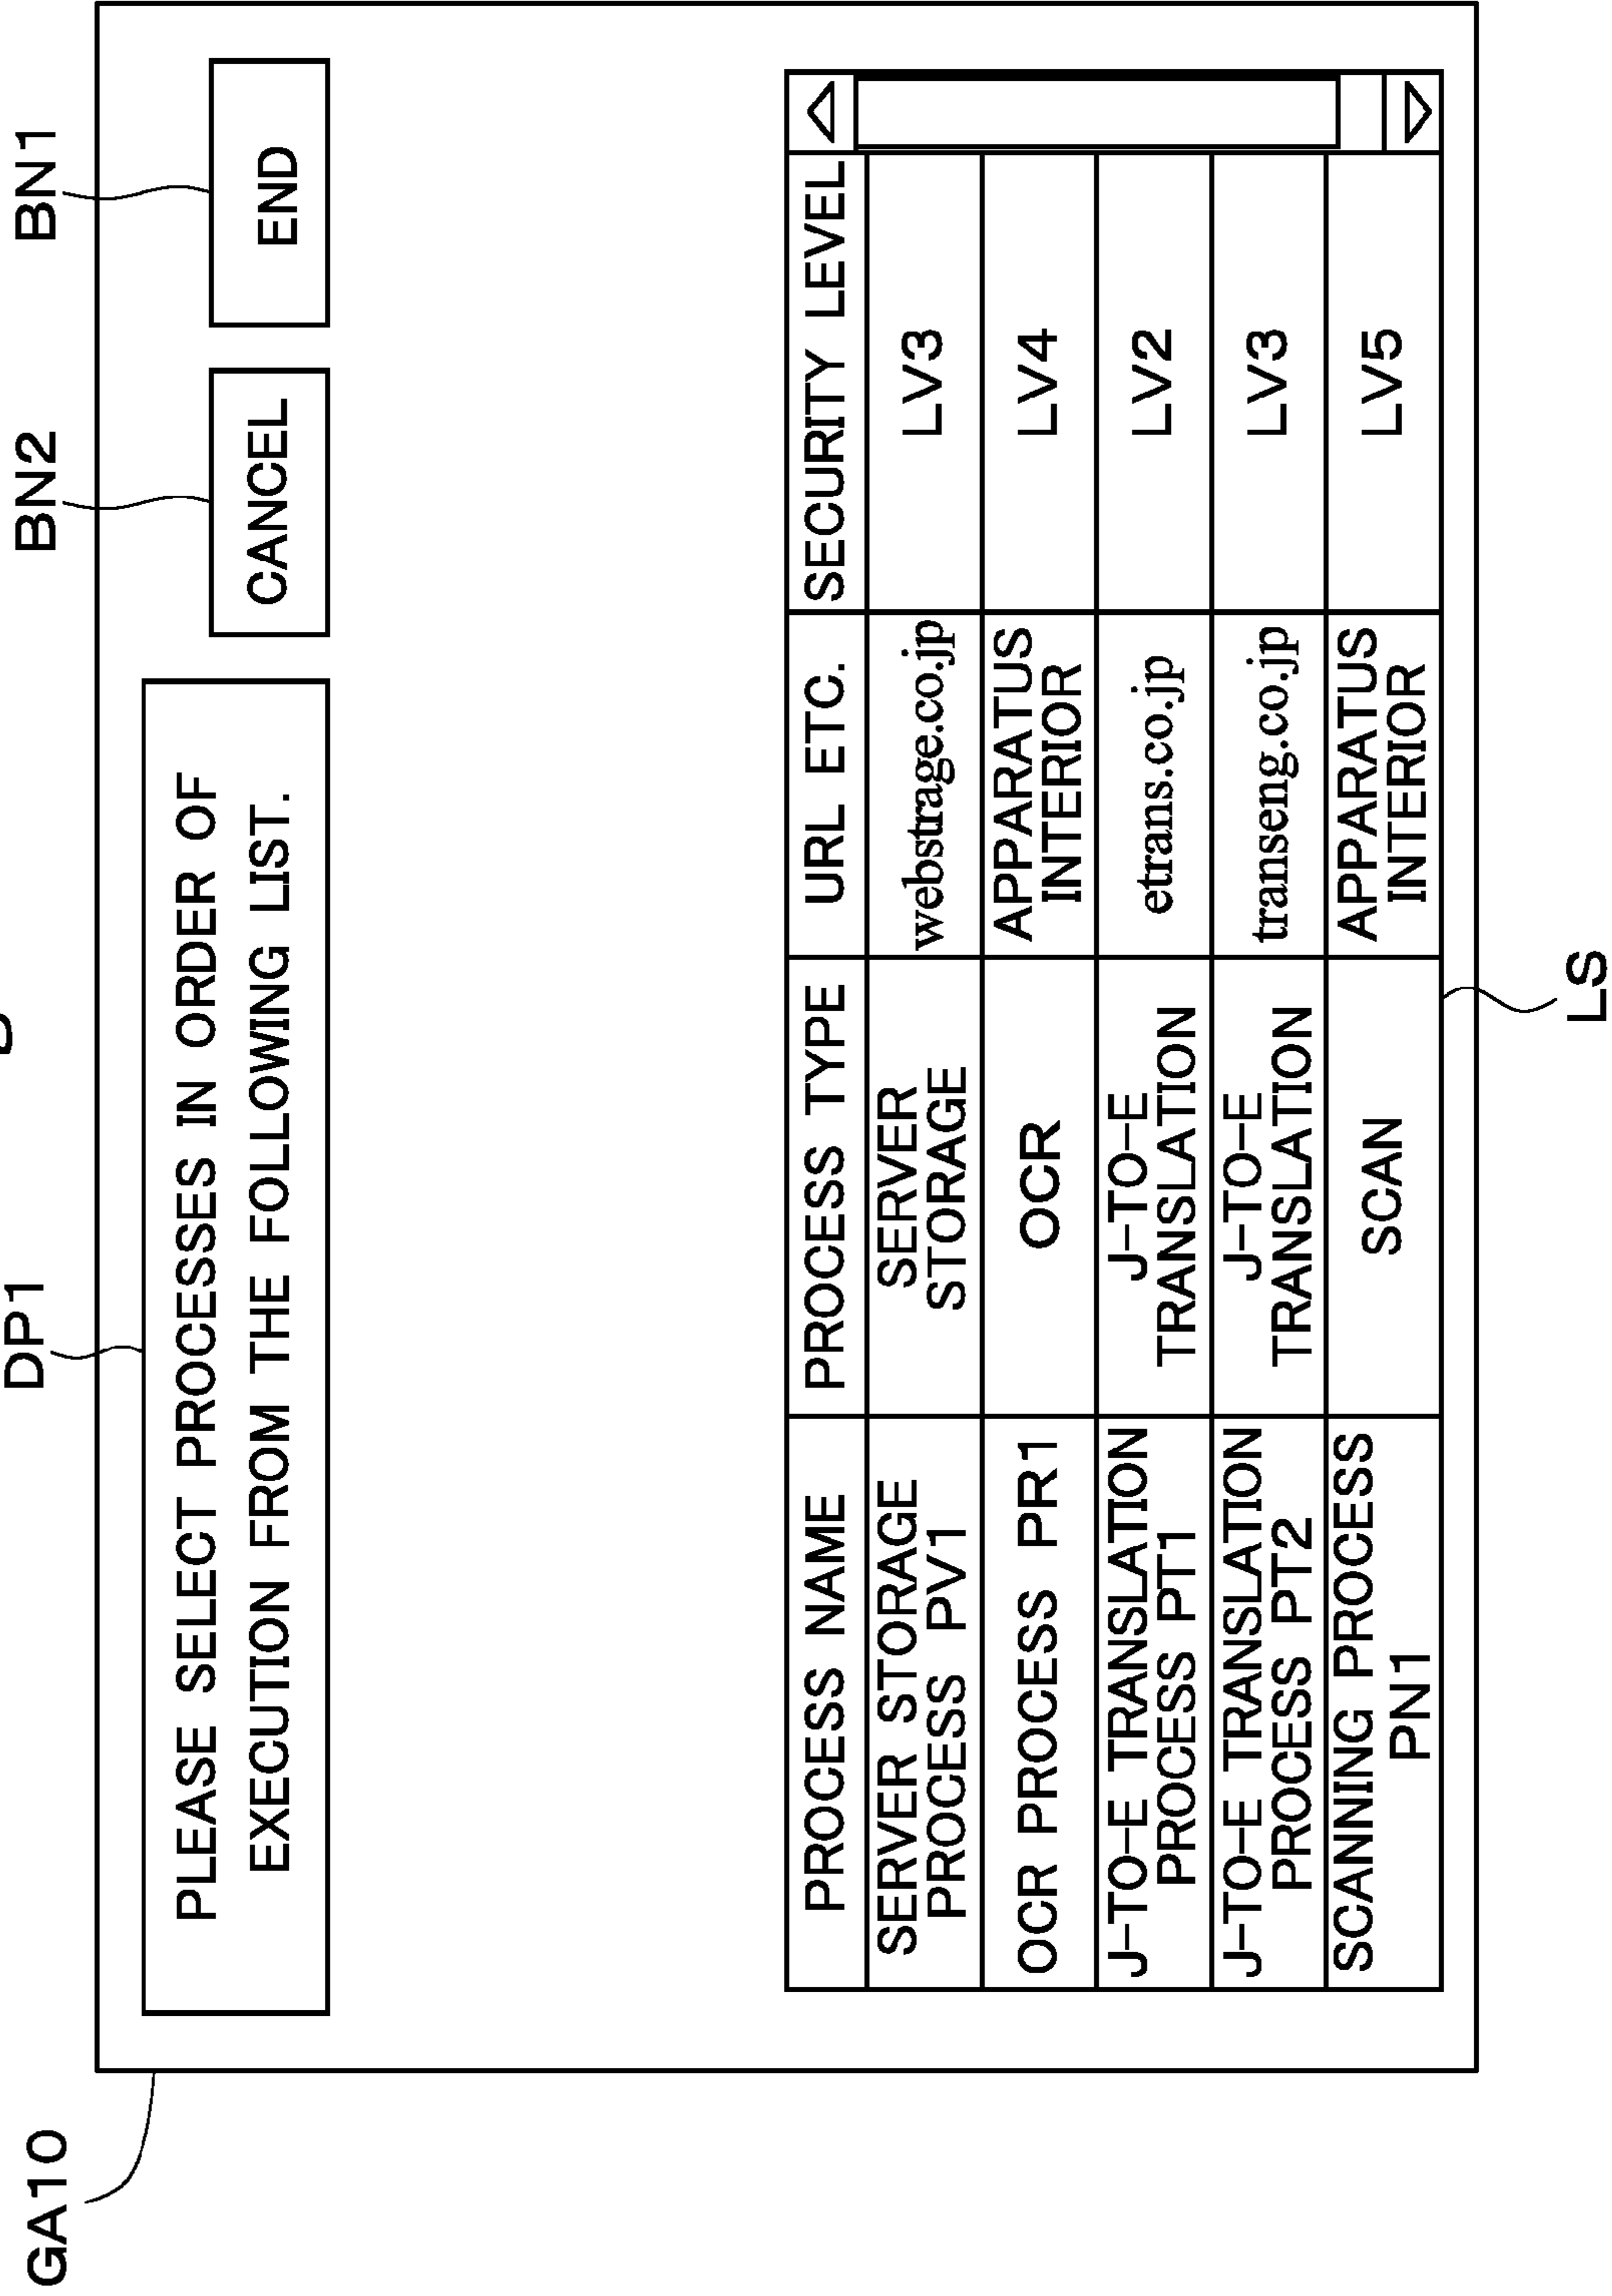 GA10
DP1
BN2
BN1
PLEASE SELECT PROCESSES IN ORDER OF
EXECUTION FROM THE FOLLOWING LIST.
CANCEL
END
PROCESS NAME PROCESS TYPE URL ETC. SECURITY LEVEL
SERVER STORAGE PROCESS PV1 SERVER STORAGE webstrage.co.jp LV3
OCR PROCESS PR1 OCR APPARATUS INTERIOR LV4
J-TO-E TRANSLATION PROCESS PT1 J-TO-E TRANSLATION etrans.co.jp LV2
J-TO-E TRANSLATION PROCESS PT2 J-TO-E TRANSLATION transeng.co.jp LV3
SCANNING PROCESS PN1 SCAN APPARATUS INTERIOR LV5
LS